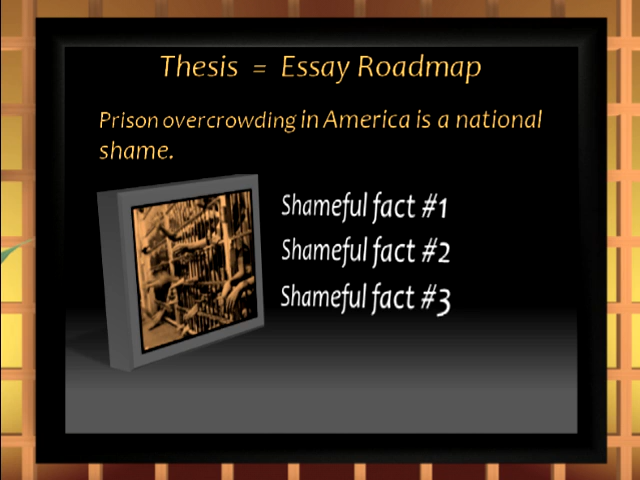 Thesis = Essay Roadmap
Prison overcrowding in America is a national
shame.
Shameful fact #1
Shameful fact #2
Shameful fact #3